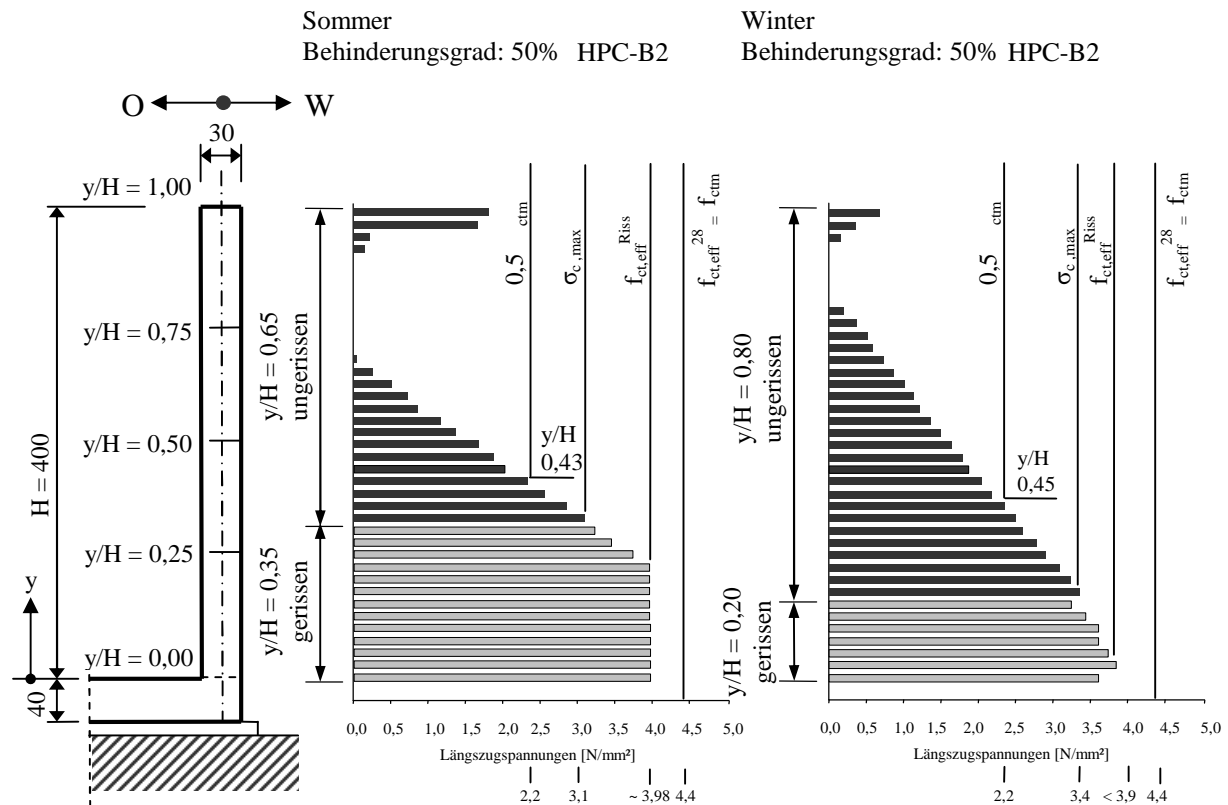 Sommer
Behinderungsgrad: 50% HPC-B2
Winter
Behinderungsgrad: 50% HPC-B2
O
W
30
y/H = 1,00
y/H = 0,75
y/H = 0,50
y/H = 0,25
y/H = 0,00
H = 400
40
y
y/H = 0,65
ungerissen
y/H = 0,35
gerissen
0,5 ctm
σc ,max
fct,eff Riss
fct,eff 28 = fctm
y/H
0,43
0,0 0,5 1,0 1,5 2,0 2,5 3,0 3,5 4,0 4,5 5,0
Längszugspannungen [N/mm²]
2,2 3,1 ~ 3,98 4,4
y/H = 0,80
ungerissen
y/H = 0,20
gerissen
0,5 ctm
σc ,max
fct,eff Riss
fct,eff 28 = fctm
y/H
0,45
0,0 0,5 1,0 1,5 2,0 2,5 3,0 3,5 4,0 4,5 5,0
Längszugspannungen [N/mm²]
2,2 3,4 < 3,9 4,4